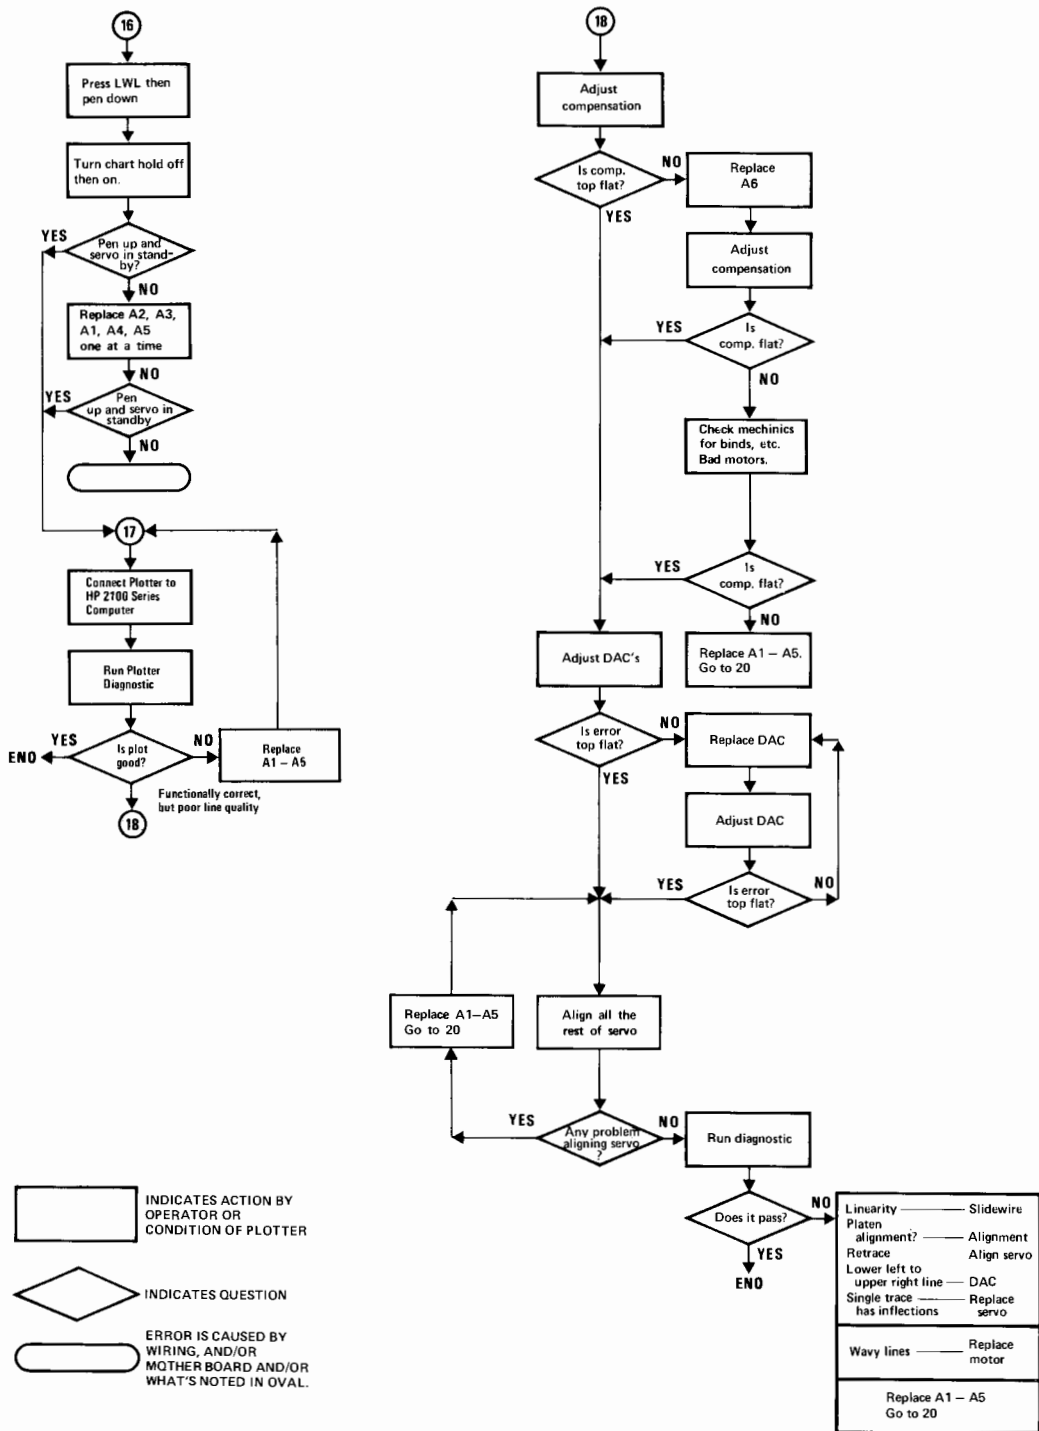 16
Press LWL then
pen down
Turn chart hold off
then on.
YES
Pen up and
servo in stand-
by?
NO
Replace A2, A3,
A1, A4, A5
one at a time
NO
YES
Pen
up and servo in
standby
NO
17
Connect Plotter to
HP 2100 Series
Computer
Run Plotter
Diagnostic
END
YES
Is plot
good?
NO
Replace
A1 – A5
Functionally correct,
but poor line quality
18
18
Adjust
compensation
Is comp.
top flat?
NO
YES
Replace
A6
Adjust
compensation
YES
Is
comp. flat?
NO
Check mechinics
for binds, etc.
Bad motors.
YES
Is
comp. flat?
NO
Replace A1 – A5.
Go to 20
Adjust DAC's
Is error
top flat?
NO
YES
Replace DAC
Adjust DAC
YES
Is error
top flat?
NO
Replace A1–A5
Go to 20
Align all the
rest of servo
YES
Any problem
aligning servo
?
NO
Run diagnostic
Does it pass?
NO
YES
END
Linearity Slidewire
Platen
alignment? Alignment
Retrace Align servo
Lower left to
upper right line DAC
Single trace Replace
has inflections servo
Wavy lines Replace
motor
Replace A1 – A5
Go to 20
INDICATES ACTION BY
OPERATOR OR
CONDITION OF PLOTTER
INDICATES QUESTION
ERROR IS CAUSED BY
WIRING, AND/OR
MOTHER BOARD AND/OR
WHAT'S NOTED IN OVAL.